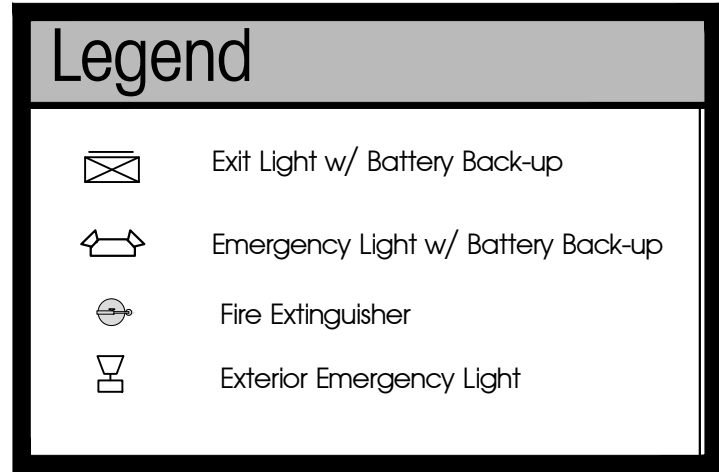 Legend
Exit Light w/ Battery Back-up
Emergency Light w/ Battery Back-up
Fire Extinguisher
Exterior Emergency Light